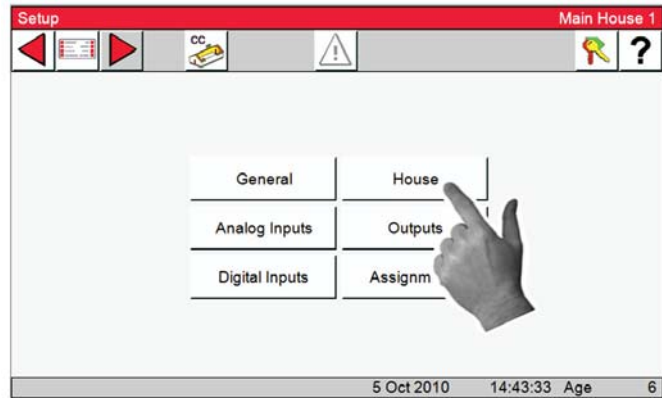 Setup Main House 1
CC
?
General House
Analog Inputs Outputs
Digital Inputs Assignm
5 Oct 2010 14:43:33 Age 6